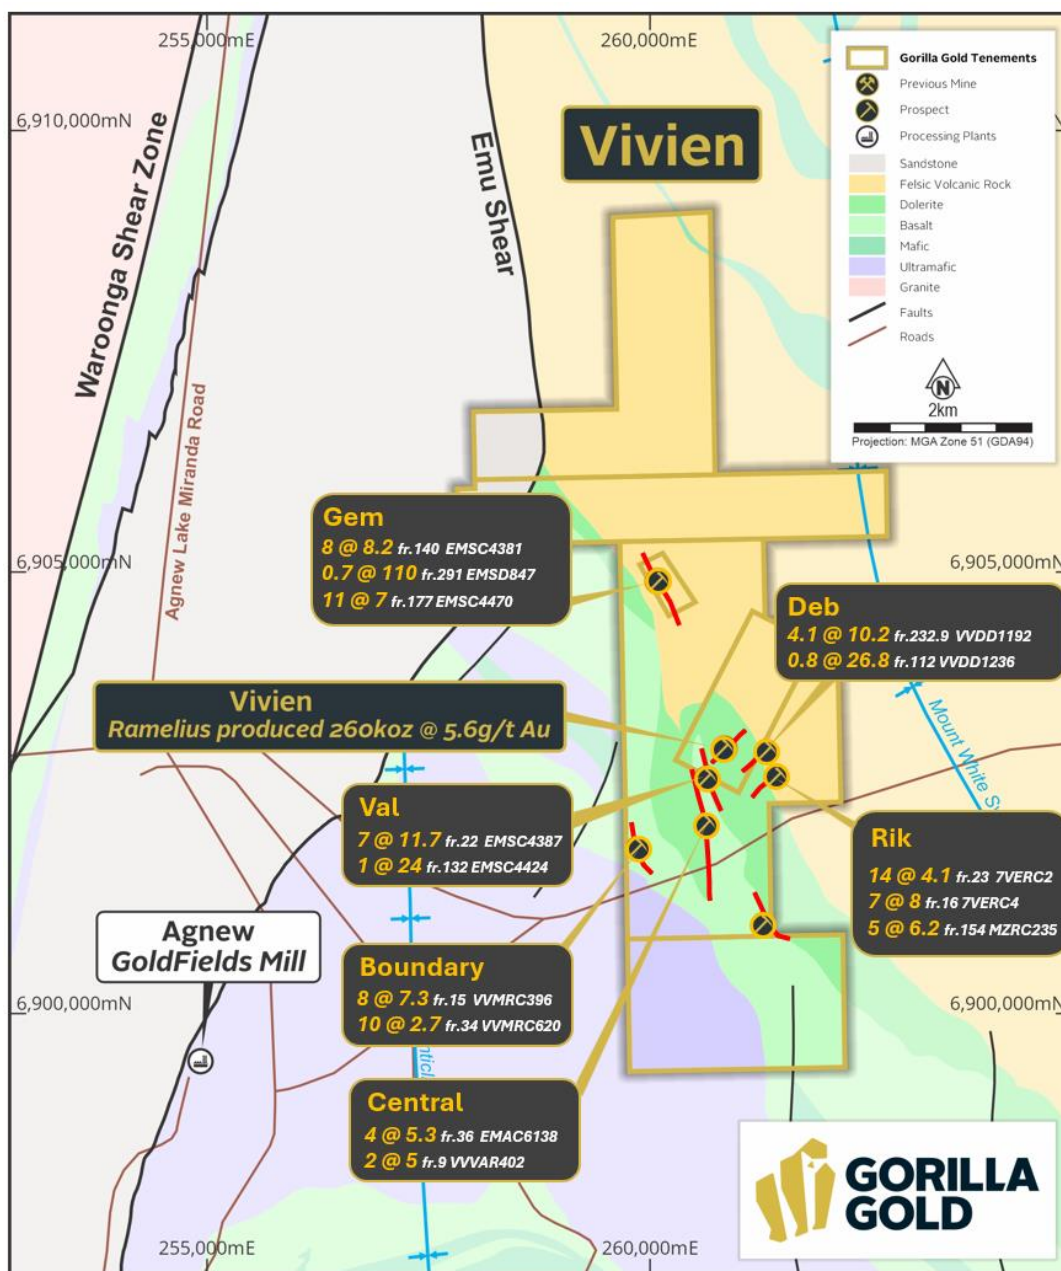 255,000mE
260,000mE
6,910,000mN
Waroonga Shear Zone
Emu Shear
Vivien
Gorilla Gold Tenements
Previous Mine
Prospect
Processing Plants
Sandstone
Felsic Volcanic Rock
Dolerite
Basalt
Mafic
Ultramafic
Granite
Faults
Roads
N
2km
Projection: MGA Zone 51 (GDA94)
Agnew Lake Miranda Road
6,905,000mN
6,905,000mN
Gem
8 @ 8.2 fr.140 EMSC4381
0.7 @ 110 fr.291 EMSD847
11 @ 7 fr.177 EMSC4470
Deb
4.1 @ 10.2 fr.232.9 VVDD1192
0.8 @ 26.8 fr.112 VVDD1236
Vivien
Ramelius produced 260koz @ 5.6g/t Au
Mount White Sy
Val
7 @ 11.7 fr.22 EMSC4387
1 @ 24 fr.132 EMSC4424
Rik
14 @ 4.1 fr.23 7VERC2
7 @ 8 fr.16 7VERC4
5 @ 6.2 fr.154 MZRC235
Agnew
GoldFields Mill
Boundary
8 @ 7.3 fr.15 VVMRC396
10 @ 2.7 fr.34 VVMRC620
6,900,000mN
6,900,000mN
nticl
Central
4 @ 5.3 fr.36 EMAC6138
2 @ 5 fr.9 VVVAR402
GORILLA
GOLD
255,000mE
260,000mE